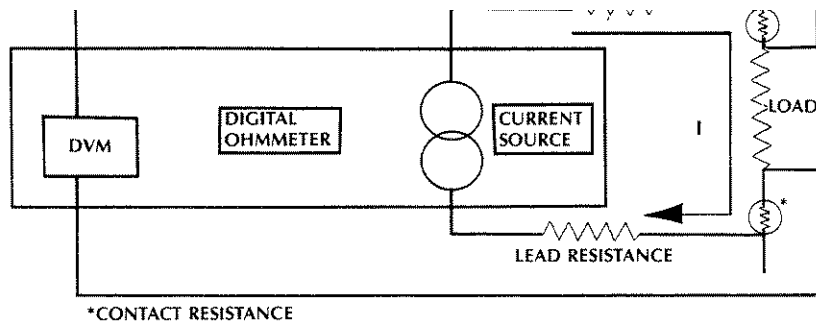 DVM
DIGITAL
OHMMETER
CURRENT
SOURCE
I
LOAD
*
LEAD RESISTANCE
*CONTACT RESISTANCE